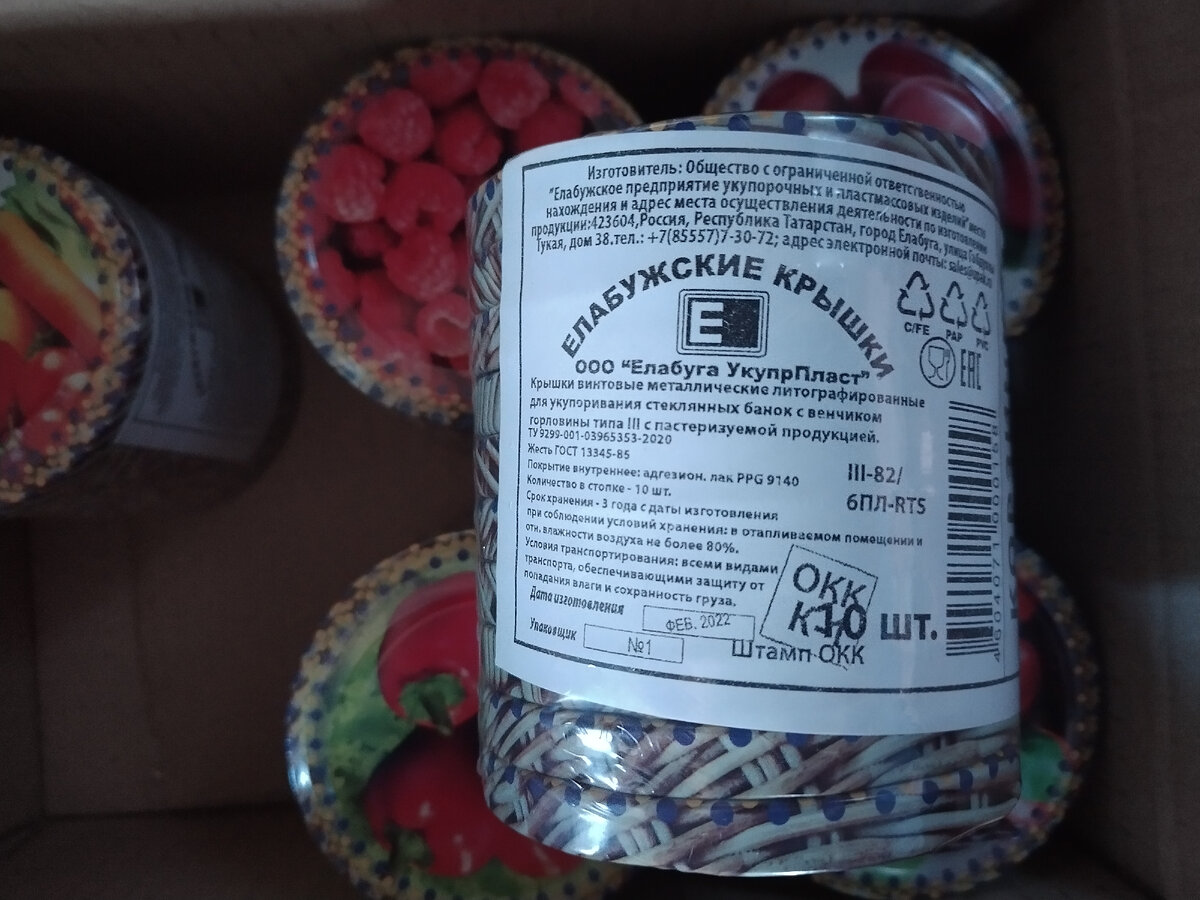 Изготовитель: Общество с ограниченной ответственностью
"Елабужское предприятие укупорочных и пластмассовых изделий" место
нахождения и адрес места осуществления деятельности по изготовлению
продукции:423604,Россия, Республика Татарстан, город Елабуга, улица
Тукая, дом 38.тел.: +7(85557)7-30-72; адрес электронной почты:
ЕЛАБУЖСКИЕ КРЫШКИ
Е
ООО "Елабуга УкупрПласт"
C/FE PAP PVC
EAC
Крышки винтовые металлические литографированные
для укупоривания стеклянных банок с венчиком
горловины типа III с пастеризуемой продукцией.
ТУ 9299-001-03965353-2020
Жесть ГОСТ 13345-85
Покрытие внутреннее: адгезион. лак PPG 9140
Количество в стопке - 10 шт.
III-82/
6ПЛ-RTS
Срок хранения - 3 года с даты изготовления
при соблюдении условий хранения: в отапливаемом помещении и
отн. влажности воздуха не более 80%.
Условия транспортирования: всеми видами
транспорта, обеспечивающими защиту от
попадания влаги и сохранность груза.
Дата изготовления ФЕВ. 2022
Упаковщик №1
ОКК
10 шт.
Штамп ОКК